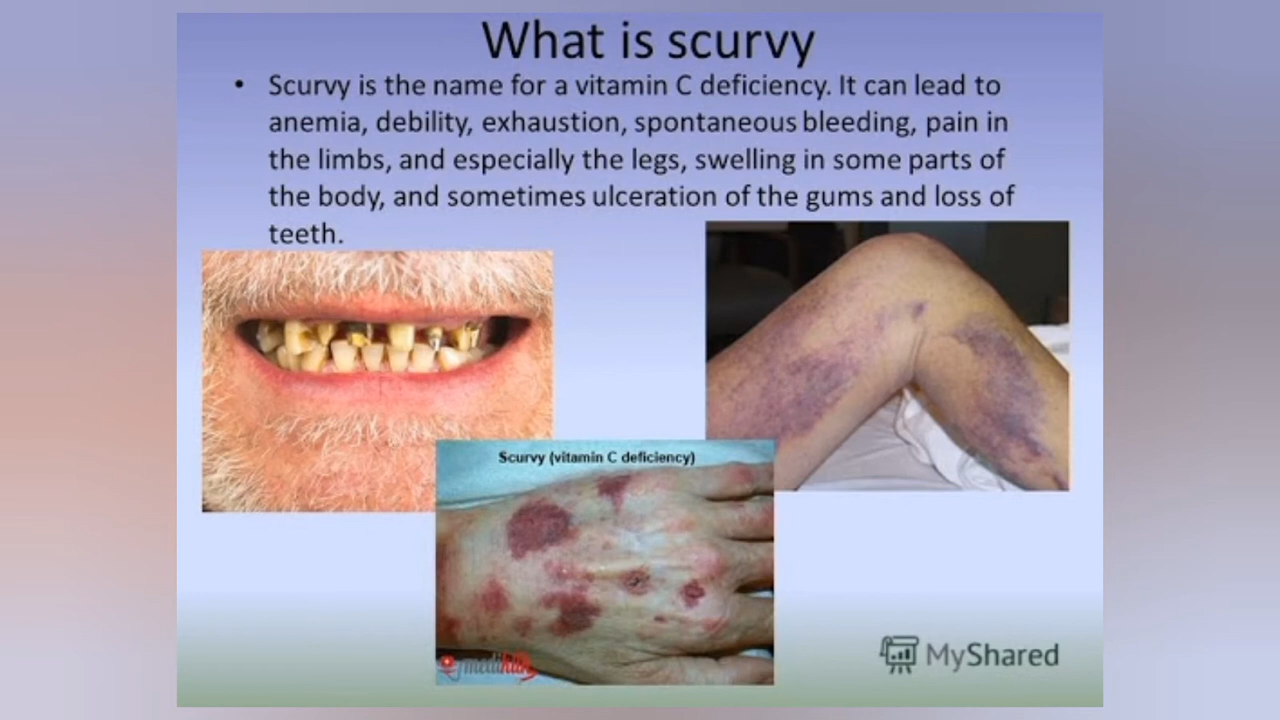 What is scurvy
• Scurvy is the name for a vitamin C deficiency. It can lead to
anemia, debility, exhaustion, spontaneous bleeding, pain in
the limbs, and especially the legs, swelling in some parts of
the body, and sometimes ulceration of the gums and loss of
teeth.
Scurvy (vitamin C deficiency)
MyShared